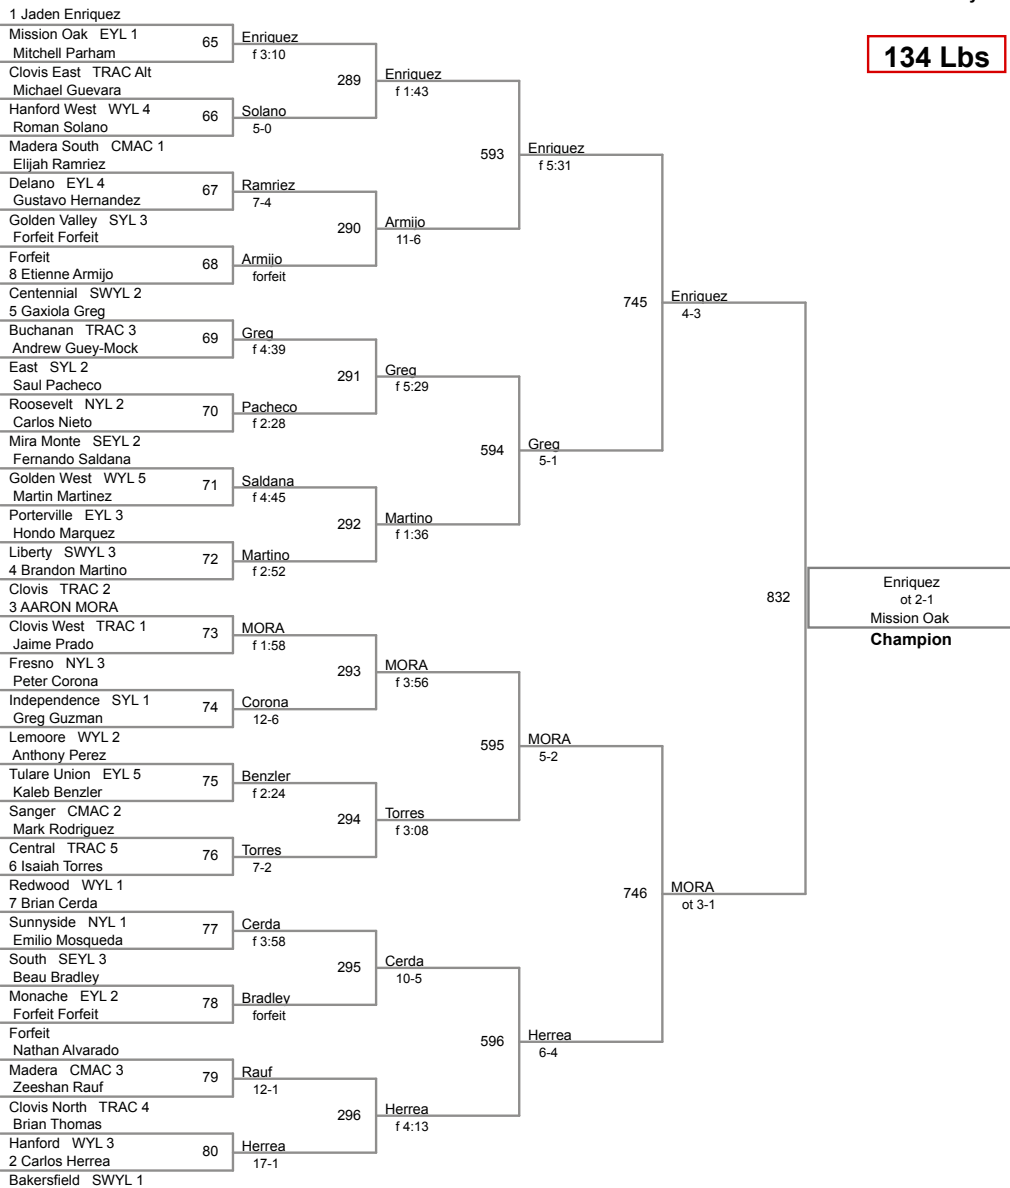 1 Jaden Enriquez
Mission Oak EYL 1
Mitchell Parham
Clovis East TRAC Alt
Michael Guevara
Hanford West WYL 4
Roman Solano
Madera South CMAC 1
Elijah Ramriez
Delano EYL 4
Gustavo Hernandez
Golden Valley SYL 3
Forfeit Forfeit
Forfeit
8 Etienne Armijo
Centennial SWYL 2
5 Gaxiola Greg
Buchanan TRAC 3
Andrew Guey-Mock
East SYL 2
Saul Pacheco
Roosevelt NYL 2
Carlos Nieto
Mira Monte SEYL 2
Fernando Saldana
Golden West WYL 5
Martin Martinez
Porterville EYL 3
Hondo Marquez
Liberty SWYL 3
4 Brandon Martino
Clovis TRAC 2
3 AARON MORA
Clovis West TRAC 1
Jaime Prado
Fresno NYL 3
Peter Corona
Independence SYL 1
Greg Guzman
Lemoore WYL 2
Anthony Perez
Tulare Union EYL 5
Kaleb Benzler
Sanger CMAC 2
Mark Rodriguez
Central TRAC 5
6 Isaiah Torres
Redwood WYL 1
7 Brian Cerda
Sunnyside NYL 1
Emilio Mosqueda
South SEYL 3
Beau Bradley
Monache EYL 2
Forfeit Forfeit
Forfeit
Nathan Alvarado
Madera CMAC 3
Zeeshan Rauf
Clovis North TRAC 4
Brian Thomas
Hanford WYL 3
2 Carlos Herrea
Bakersfield SWYL 1
65
66
67
68
69
70
71
72
73
74
75
76
77
78
79
80
Enriquez
f 3:10
Solano
5-0
Ramriez
7-4
Armijo
forfeit
Greg
f 4:39
Pacheco
f 2:28
Saldana
f 4:45
Martino
f 2:52
MORA
f 1:58
Corona
12-6
Benzler
f 2:24
Torres
7-2
Cerda
f 3:58
Bradley
forfeit
Rauf
12-1
Herrea
17-1
289
290
291
292
293
294
295
296
Enriquez
f 1:43
Armijo
11-6
Greg
f 5:29
Martino
f 1:36
MORA
f 3:56
Torres
f 3:08
Cerda
10-5
Herrea
f 4:13
593
594
595
596
Enriquez
f 5:31
Greg
5-1
MORA
5-2
Herrea
6-4
745
746
Enriquez
4-3
MORA
ot 3-1
832
Enriquez
ot 2-1
Mission Oak
Champion
134 Lbs